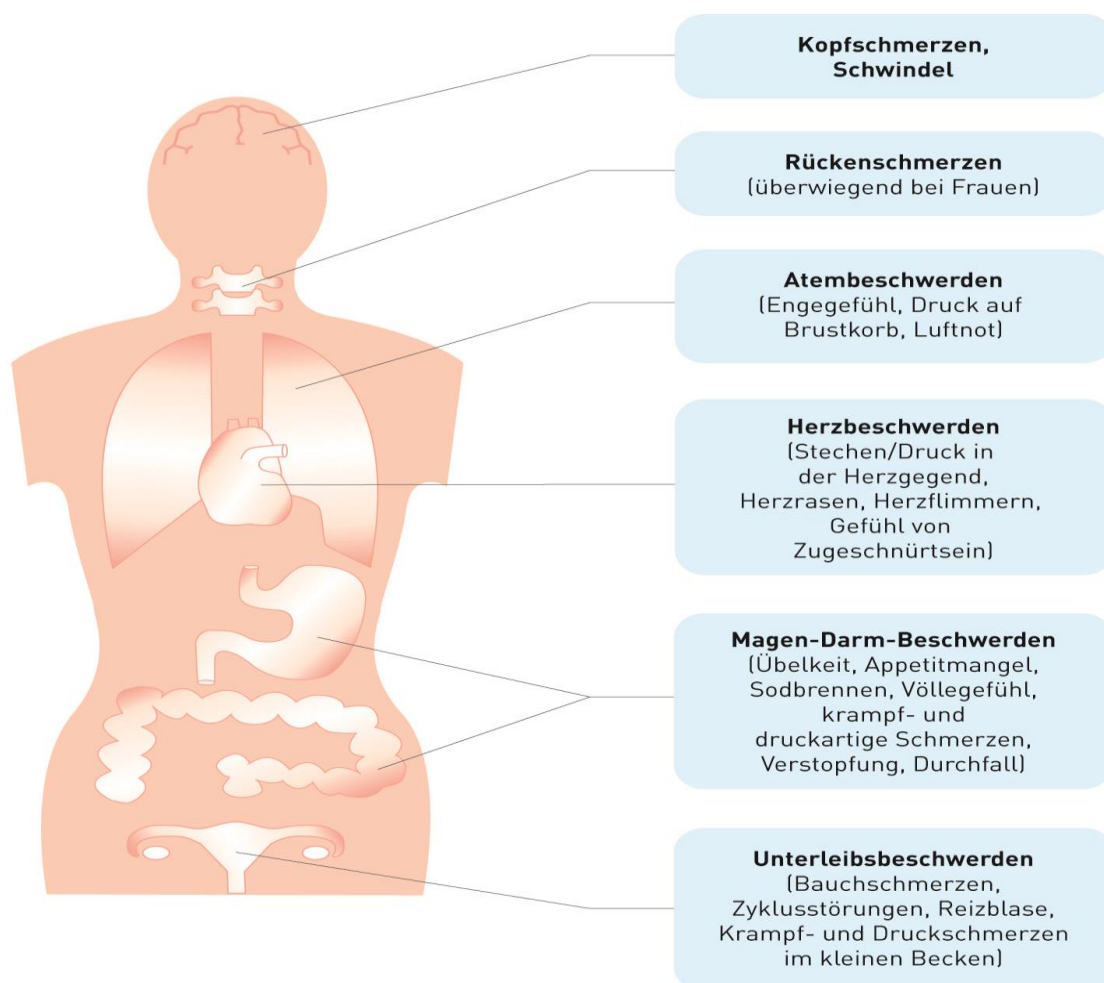 Kopfschmerzen,
Schwindel
Rückenschmerzen
(überwiegend bei Frauen)
Atembeschwerden
(Engegefühl, Druck auf
Brustkorb, Luftnot)
Herzbeschwerden
(Stechen/Druck in
der Herzgegend,
Herzrasen, Herzflimmern,
Gefühl von
Zugeschnürtsein)
Magen-Darm-Beschwerden
(Übelkeit, Appetitmangel,
Sodbrennen, Völlegefühl,
krampf- und
druckartige Schmerzen,
Verstopfung, Durchfall)
Unterleibsbeschwerden
(Bauchschmerzen,
Zyklusstörungen, Reizblase,
Krampf- und Druckschmerzen
im kleinen Becken)